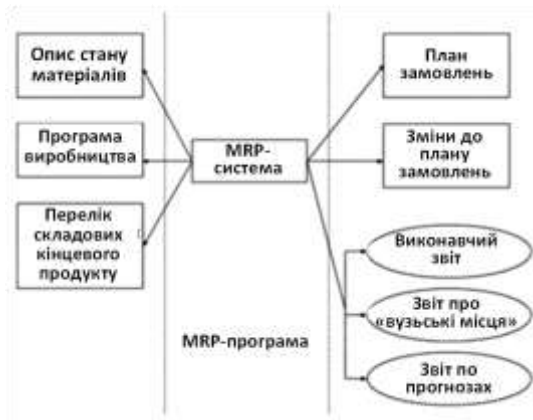 Опис стану
матеріалів
Програма
виробництва
Перелік
складових
кінцевого
продукту
MRP-
система
MRP-програма
План
замовлень
Зміни до
плану
замовлень
Виконавчий
звіт
Звіт про
«вузьські місця»
Звіт по
прогнозах